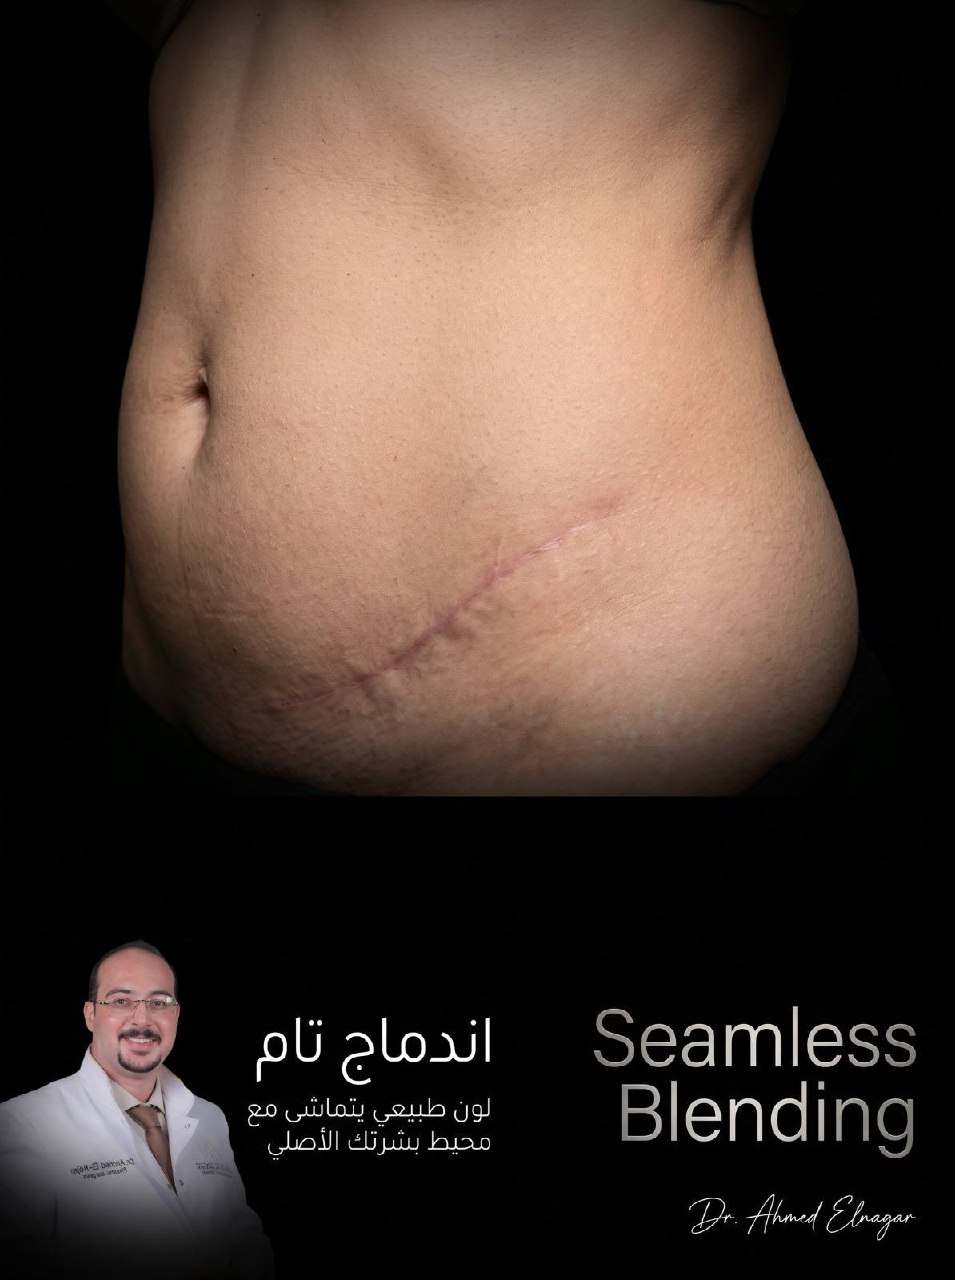 اندماج تام
لون طبيعي يتماشى مع
محيط بشرتك الأصلي
Seamless
Blending
Dr. Ahmed Elnagar